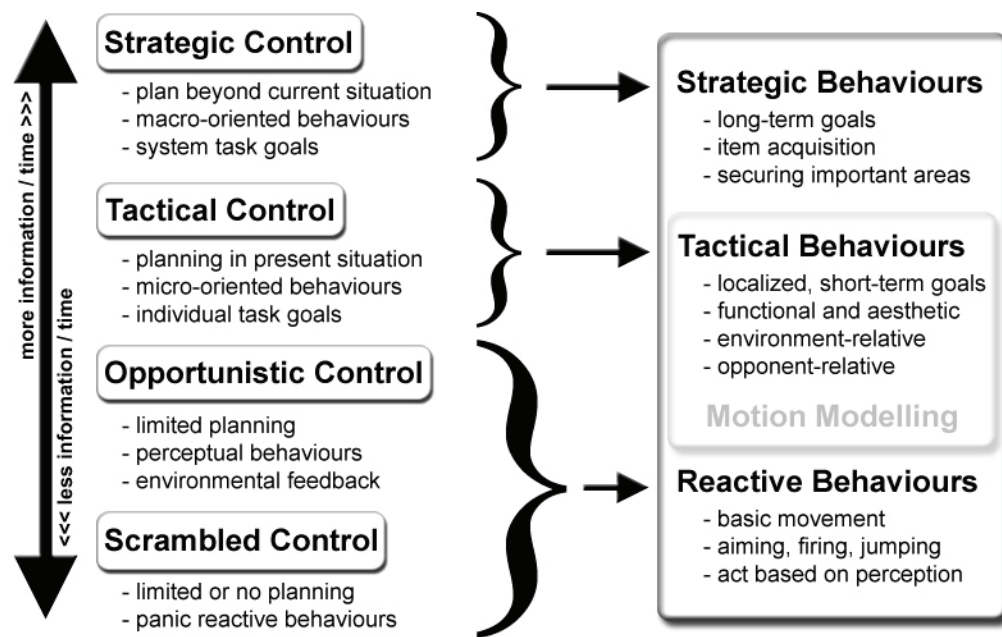 more information / time >>>
<<< less information / time
Strategic Control
- plan beyond current situation
- macro-oriented behaviours
- system task goals
Tactical Control
- planning in present situation
- micro-oriented behaviours
- individual task goals
Opportunistic Control
- limited planning
- perceptual behaviours
- environmental feedback
Scrambled Control
- limited or no planning
- panic reactive behaviours
Strategic Behaviours
- long-term goals
- item acquisition
- securing important areas
Tactical Behaviours
- localized, short-term goals
- functional and aesthetic
- environment-relative
- opponent-relative
Motion Modelling
Reactive Behaviours
- basic movement
- aiming, firing, jumping
- act based on perception